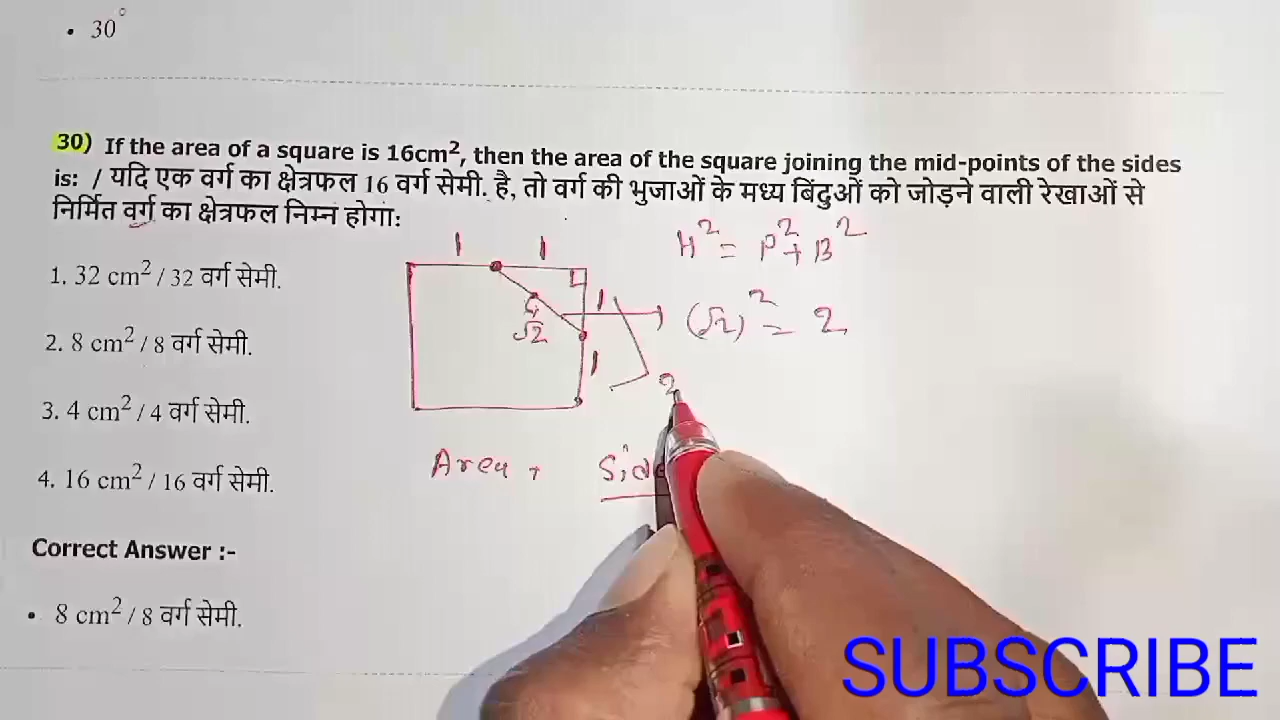 • 30°
30) If the area of a square is 16cm², then the area of the square joining the mid-points of the sides
is: / यदि एक वर्ग का क्षेत्रफल 16 वर्ग सेमी. है, तो वर्ग की भुजाओं के मध्य बिंदुओं को जोड़ने वाली रेखाओं से
निर्मित वर्ग का क्षेत्रफल निम्न होगा:
1. 32 cm² / 32 वर्ग सेमी.
2. 8 cm² / 8 वर्ग सेमी.
3. 4 cm² / 4 वर्ग सेमी.
4. 16 cm² / 16 वर्ग सेमी.
Correct Answer :-
• 8 cm² / 8 वर्ग सेमी.
1 1
1
√2
1
2
H² = P² + B²
(√2)² = 2
Area
Side
SUBSCRIBE